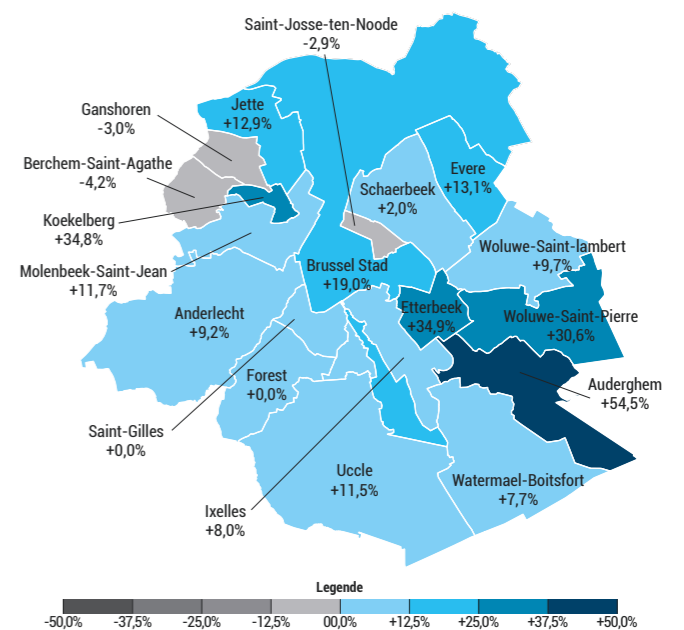 Saint-Josse-ten-Noode
-2,9%
Ganshoren
-3,0%
Jette
+12,9%
Berchem-Saint-Agathe
-4,2%
Evere
+13,1%
Schaerbeek
+2,0%
Koekelberg
+34,8%
Woluwe-Saint-lambert
+9,7%
Molenbeek-Saint-Jean
+11,7%
Brussel Stad
+19,0%
Anderlecht
+9,2%
Etterbeek
+34,9%
Woluwe-Saint-Pierre
+30,6%
Forest
+0,0%
Auderghem
+54,5%
Saint-Gilles
+0,0%
Uccle
+11,5%
Watermael-Boitsfort
+7,7%
Ixelles
+8,0%
Legende
-50,0% -37,5% -25,0% -12,5% 00,0% +12,5% +25,0% +37,5% +50,0%